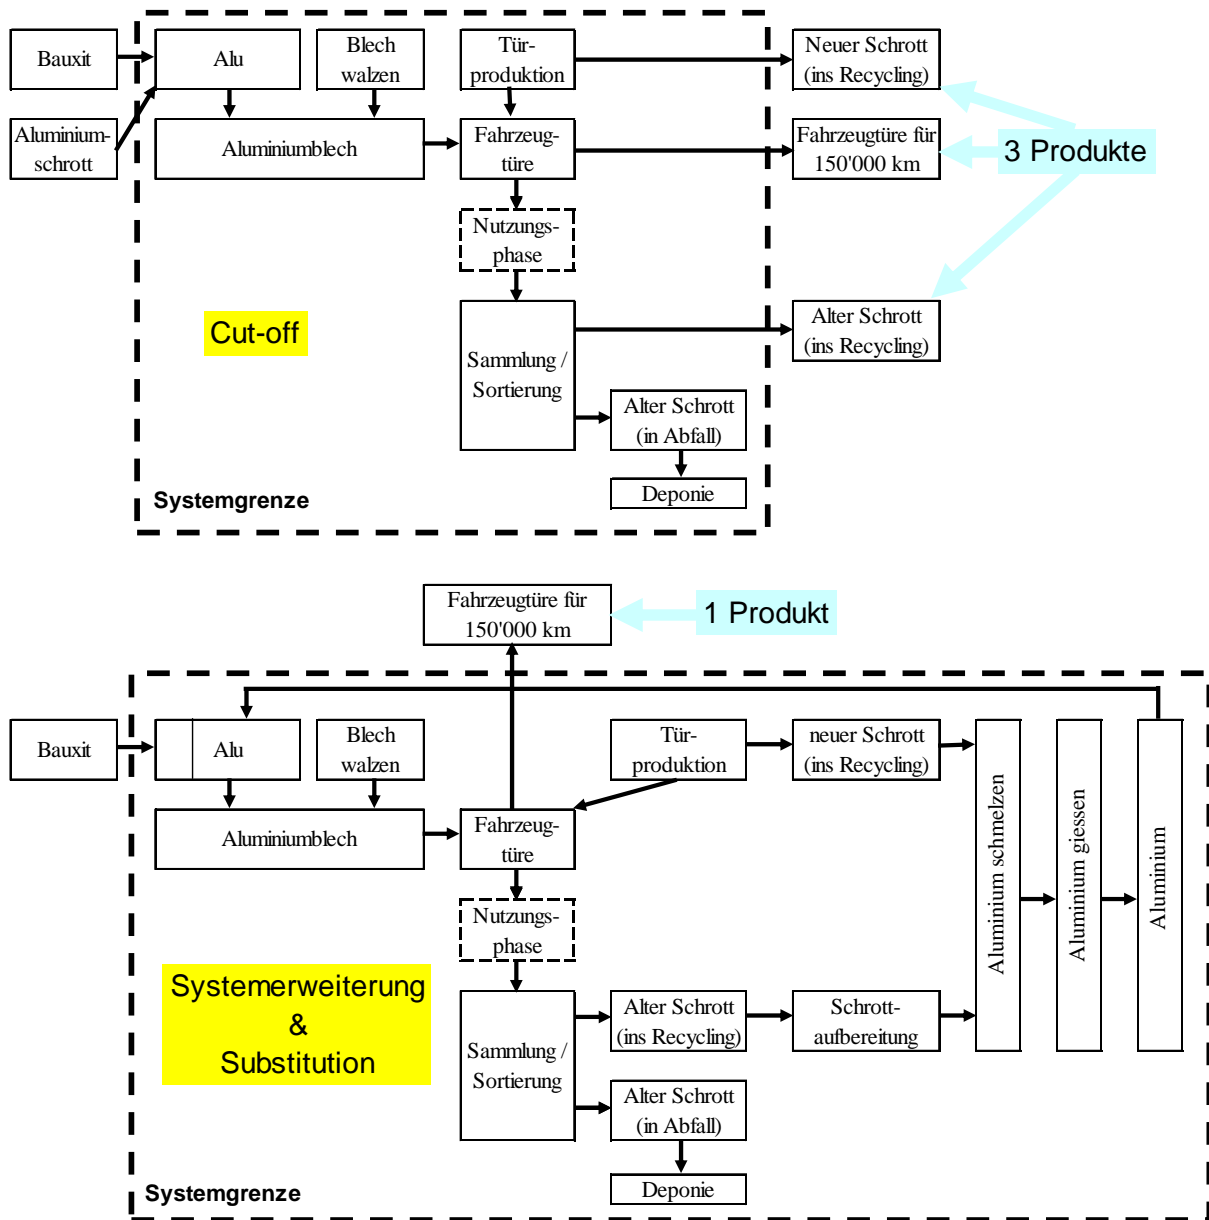 Bauxit
Alu
Blech
walzen
Tür-
produktion
Neuer Schrott
(ins Recycling)
Aluminium-
schrott
Aluminiumblech
Fahrzeug-
türe
Fahrzeugtüre für
150'000 km
3 Produkte
Nutzungs-
phase
Cut-off
Sammlung /
Sortierung
Alter Schrott
(ins Recycling)
Alter Schrott
(in Abfall)
Deponie
Systemgrenze
Fahrzeugtüre für
150'000 km
1 Produkt
Bauxit
Alu
Blech
walzen
Tür-
produktion
neuer Schrott
(ins Recycling)
Aluminiumblech
Fahrzeug-
türe
Aluminium schmelzen
Aluminium giessen
Aluminium
Nutzungs-
phase
Systemerweiterung
&
Substitution
Sammlung /
Sortierung
Alter Schrott
(ins Recycling)
Schrott-
aufbereitung
Alter Schrott
(in Abfall)
Deponie
Systemgrenze